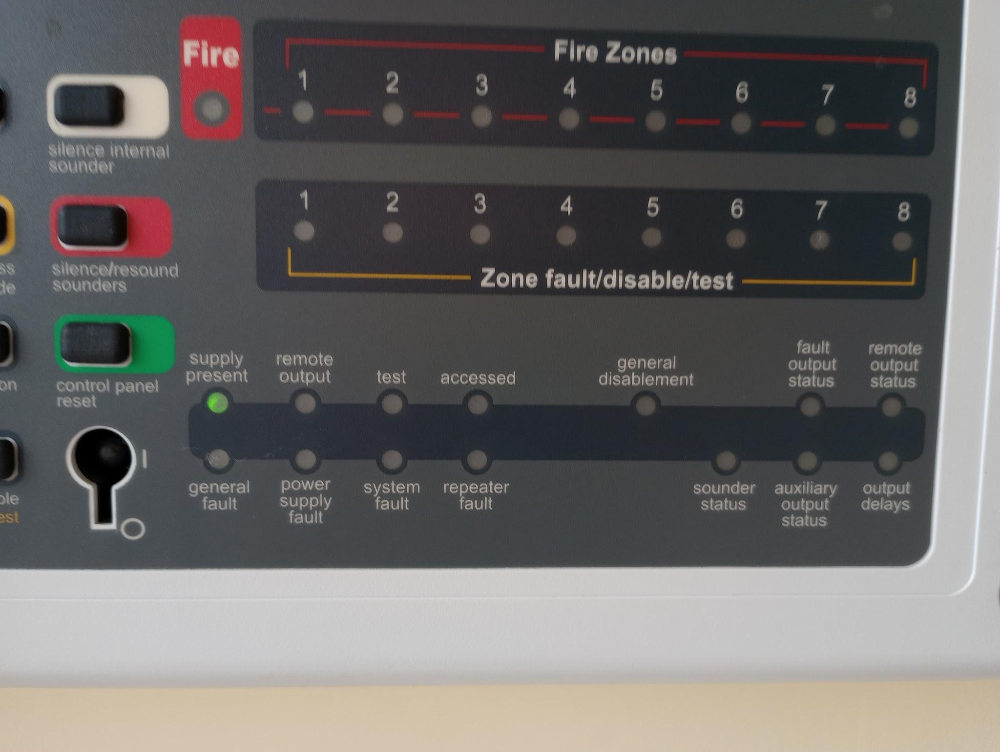 Fire
Fire Zones
1 2 3 4 5 6 7 8
silence internal
sounder
1 2 3 4 5 6 7 8
Zone fault/disable/test
silence/resound
sounders
ss
de
control panel
reset
on
supply
present
remote
output
test
accessed
general
disablement
fault
output
status
remote
output
status
I
O
ble
est
general
fault
power
supply
fault
system
fault
repeater
fault
sounder
status
auxiliary
output
status
output
delays